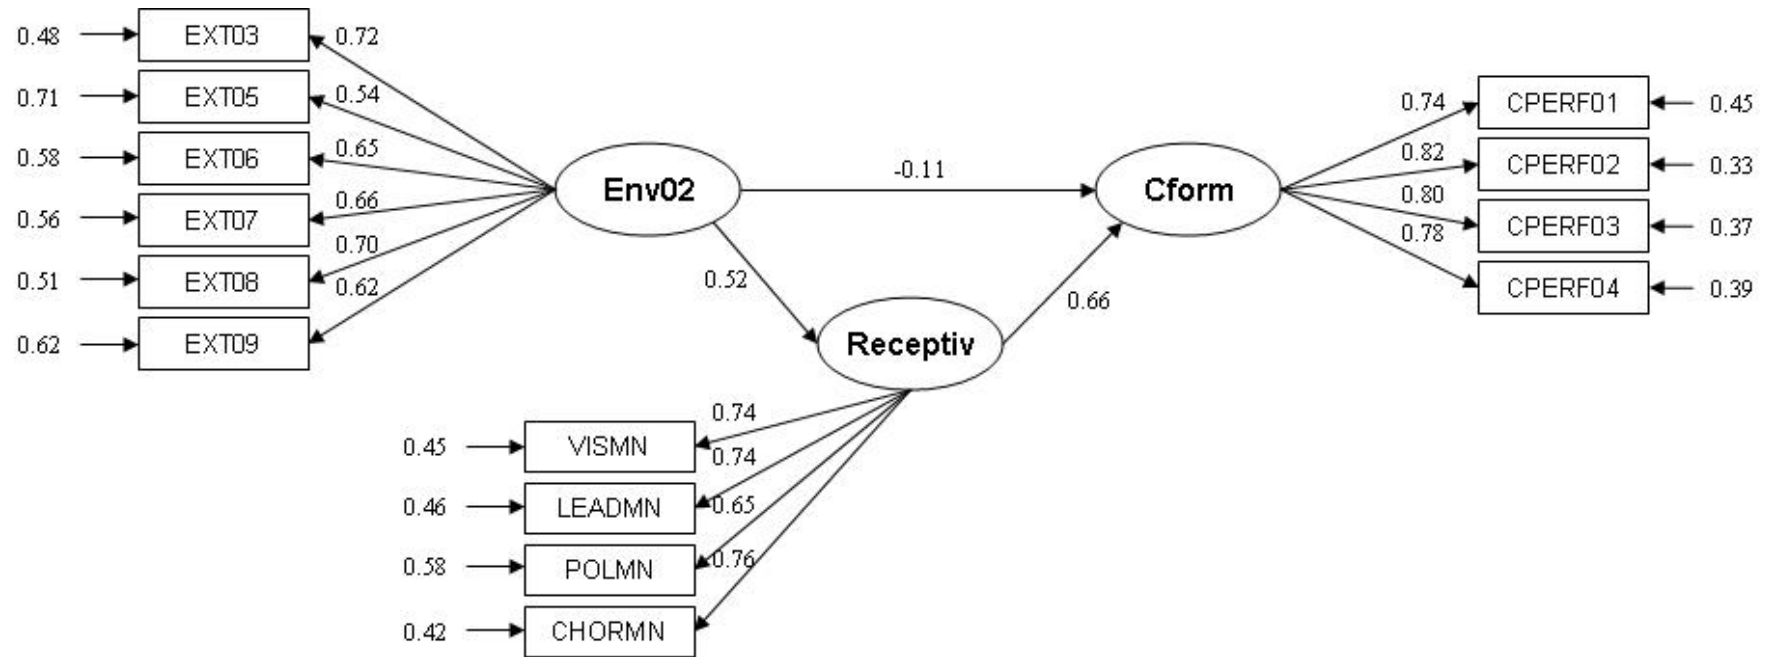 0.48 EXT03 0.72
0.71 EXT05 0.54
0.58 EXT06 0.65
0.56 EXT07 0.66
0.51 EXT08 0.70
0.62 EXT09 0.62
Env02
-0.11
Cform
0.74 CPERF01 0.45
0.82 CPERF02 0.33
0.80 CPERF03 0.37
0.78 CPERF04 0.39
0.52
0.66
Receptiv
0.45 VISMN 0.74
0.46 LEADMN 0.74
0.58 POLMN 0.65
0.42 CHORMN 0.76